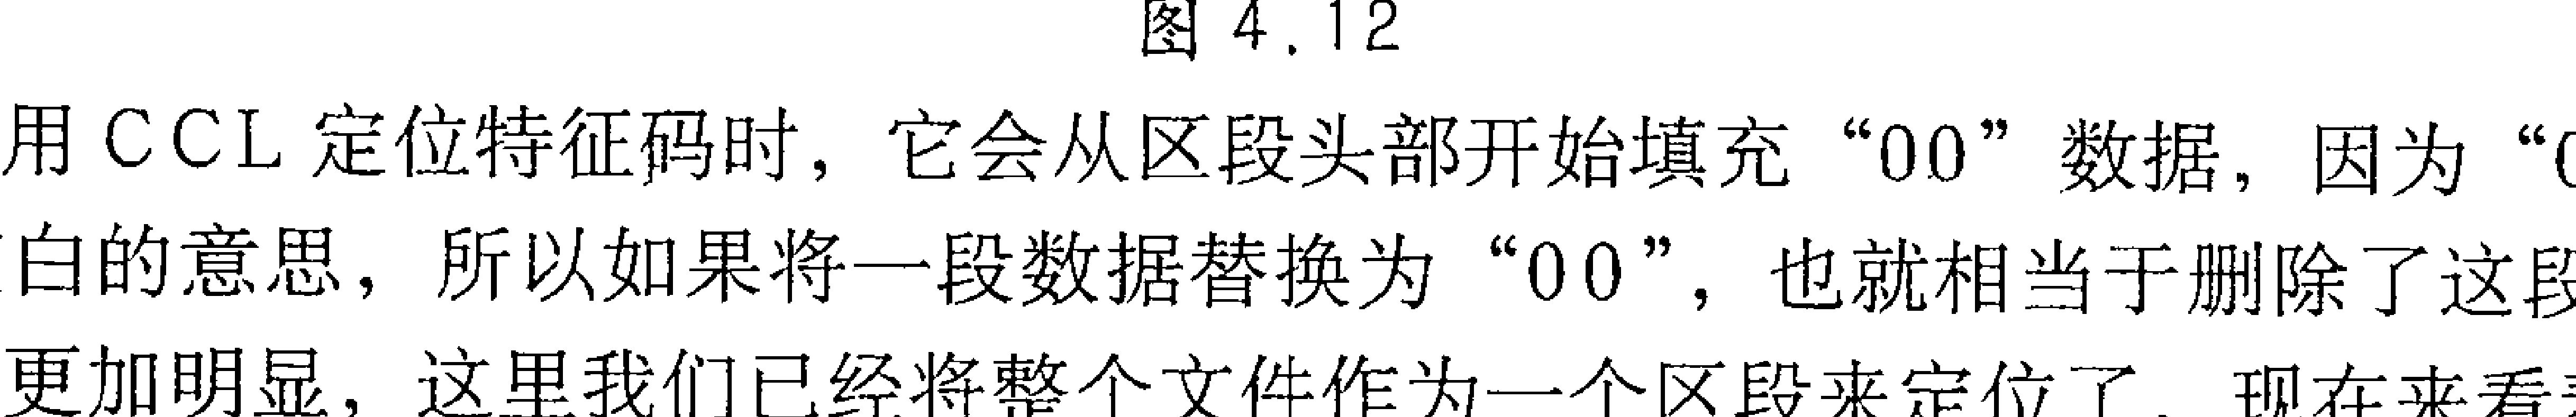 图 4.12
用 CCL 定位特征码时，它会从区段头部开始填充“00”数据，因为“0
白的意思，所以如果将一段数据替换为“00”，也就相当于删除了这段
更加明显，这里我们已经将整个文件作为一个区段来定位了，现在来看